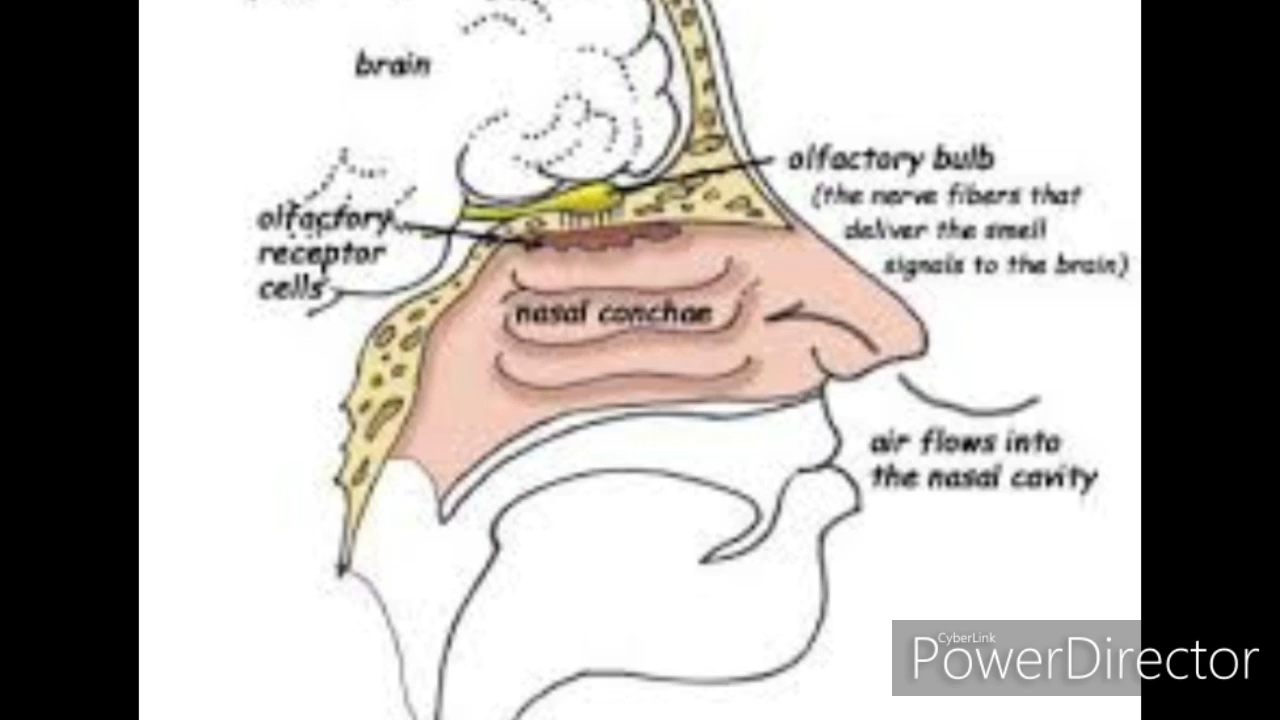 brain
olfactory bulb
(the nerve fibers that
deliver the smell
signals to the brain)
olfactory
receptor
cells
nasal conchae
air flows into
the nasal cavity
CyberLink
PowerDirector